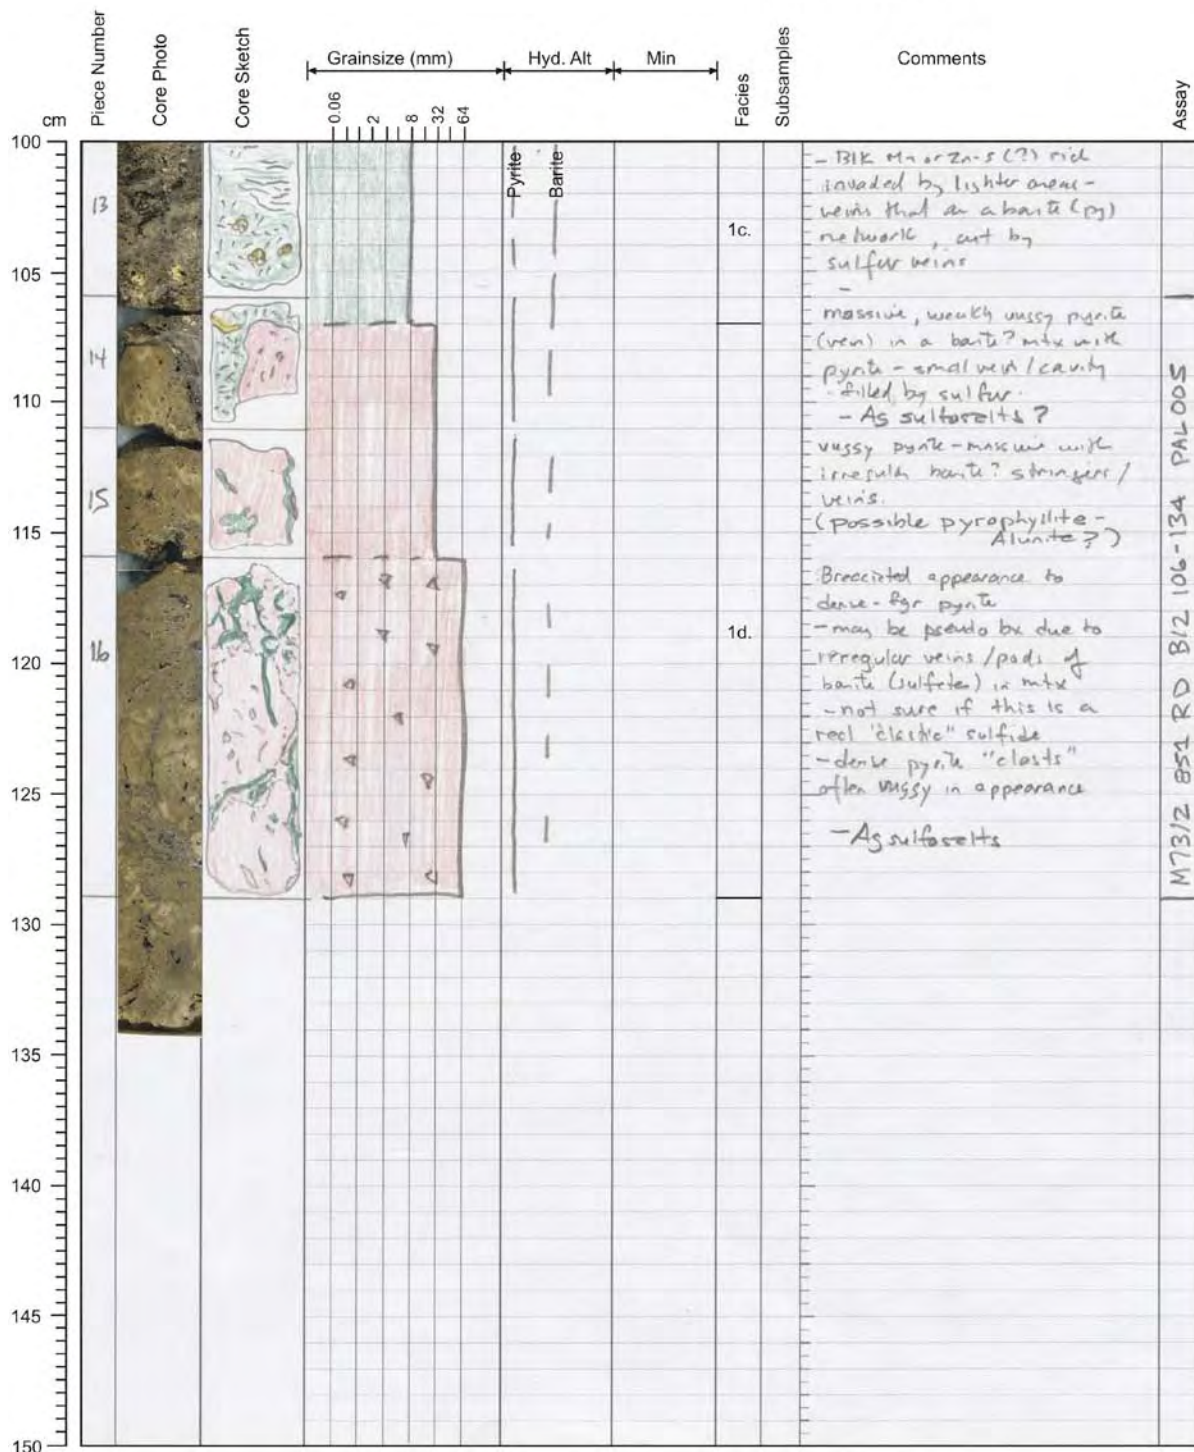 cm
Piece Number
Core Photo
Core Sketch
Grainsize (mm)
Hyd. Alt
Min
Facies
Subsamples
Comments
Assay
0.06
2
8
32
64
Pyrite
Barite
100
105
110
115
120
125
130
135
140
145
150
13
14
15
16
1c.
1d.
- Blk Mn or Zn-S (?) rich
invaded by lighter areas-
veins that are a barite (py)
network, cut by
sulfur veins
-
massive, weakly vuggy pyrite
(vein) in a barite? mtx with
pyrite - small vein/cavity
filled by sulfur.
- Ag sulfosalts?
vuggy pyrite - massive with
irregular barite? stringers/
veins.
(possible pyrophyllite -
Alunite?)
Brecciated appearance to
dense-fgr pyrite
- may be pseudo bx due to
irregular veins/pods of
barite (sulfates) in mtx
- not sure if this is a
real "clastic" sulfide
- dense pyrite "clasts"
often vuggy in appearance
- Ag sulfosalts
M73/2 851 RD B12 106-134 PAL005